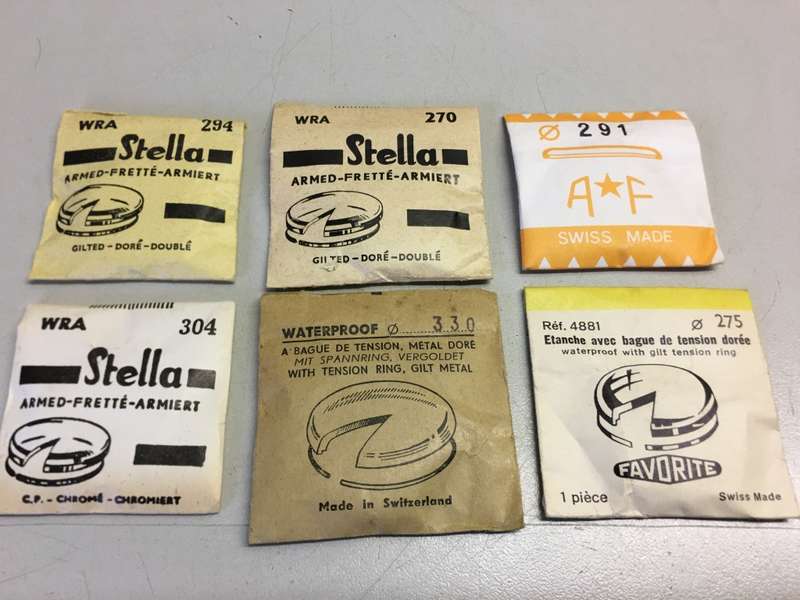 WRA 294
Stella
ARMED-FRETTÉ-ARMIERT
GILTED-DORÉ-DOUBLÉ
WRA 270
Stella
ARMED-FRETTÉ-ARMIERT
GILTED-DORÉ-DOUBLÉ
Ø 291
A★F
SWISS MADE
WRA 304
Stella
ARMED-FRETTÉ-ARMIERT
C.P. - CHROMÉ - CHROMIERT
WATERPROOF Ø 330
A BAGUE DE TENSION, METAL DORÉ
MIT SPANNRING, VERGOLDET
WITH TENSION RING, GILT METAL
Made in Switzerland
Réf. 4881 Ø 275
Etanche avec bague de tension dorée
waterproof with gilt tension ring
FAVORITE
1 pièce Swiss Made